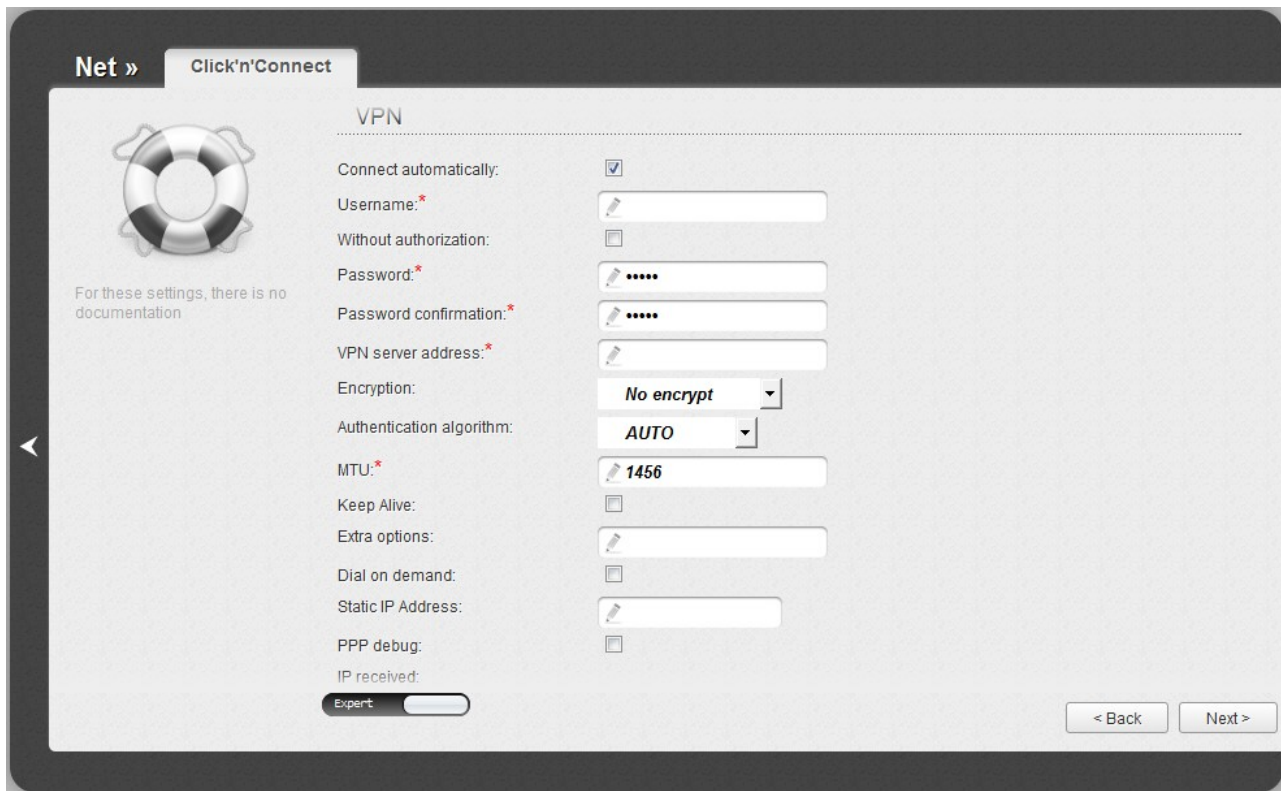 Net » Click'n'Connect
VPN
For these settings, there is no
documentation
Connect automatically:
Username:*
Without authorization:
Password:* •••••
Password confirmation:* •••••
VPN server address:*
Encryption: No encrypt
Authentication algorithm: AUTO
MTU:* 1456
Keep Alive:
Extra options:
Dial on demand:
Static IP Address:
PPP debug:
IP received:
Expert
< Back Next >